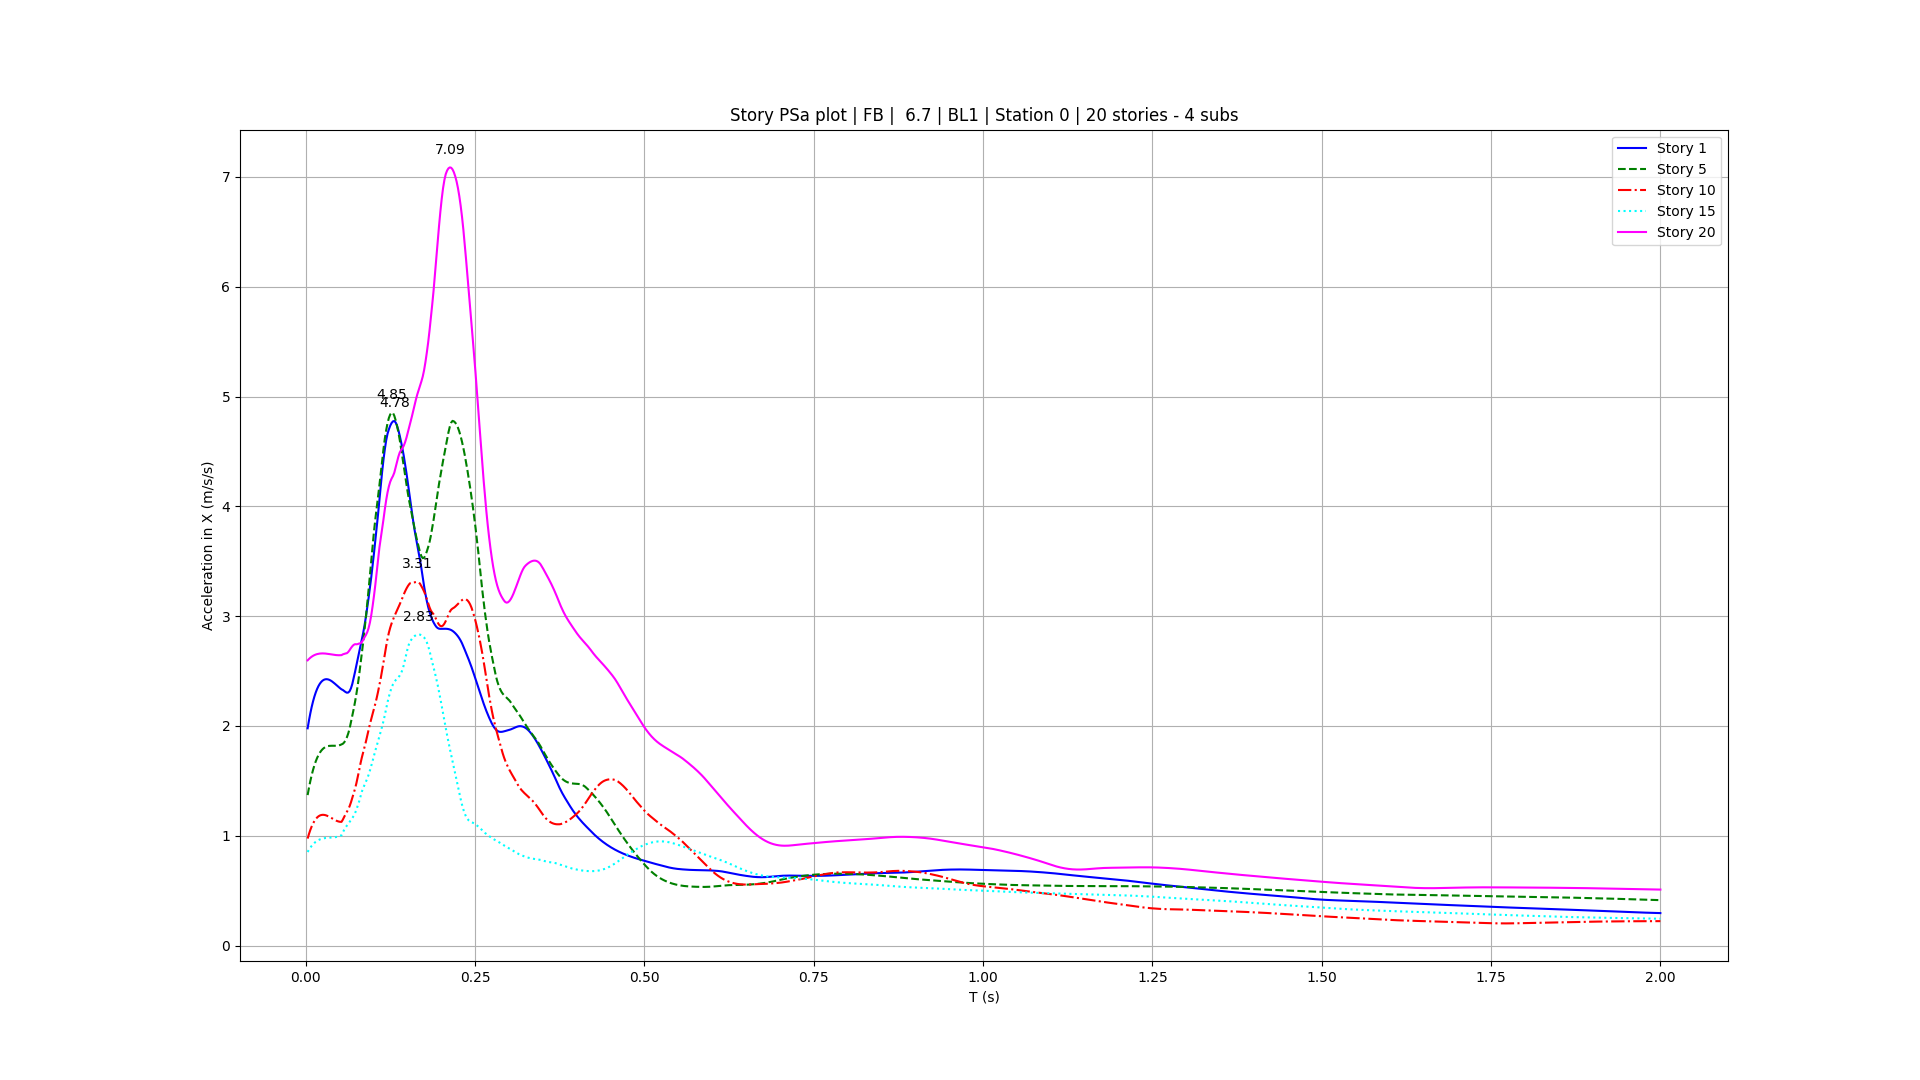 Story PSa plot | FB |  6.7 | BL1 | Station 0 | 20 stories - 4 subs
7.09
Story 1
Story 5
Story 10
Story 15
Story 20
4.85
4.78
3.31
2.83
7
6
5
4
3
2
1
0
Acceleration in X (m/s/s)
0.00 0.25 0.50 0.75 1.00 1.25 1.50 1.75 2.00
T (s)